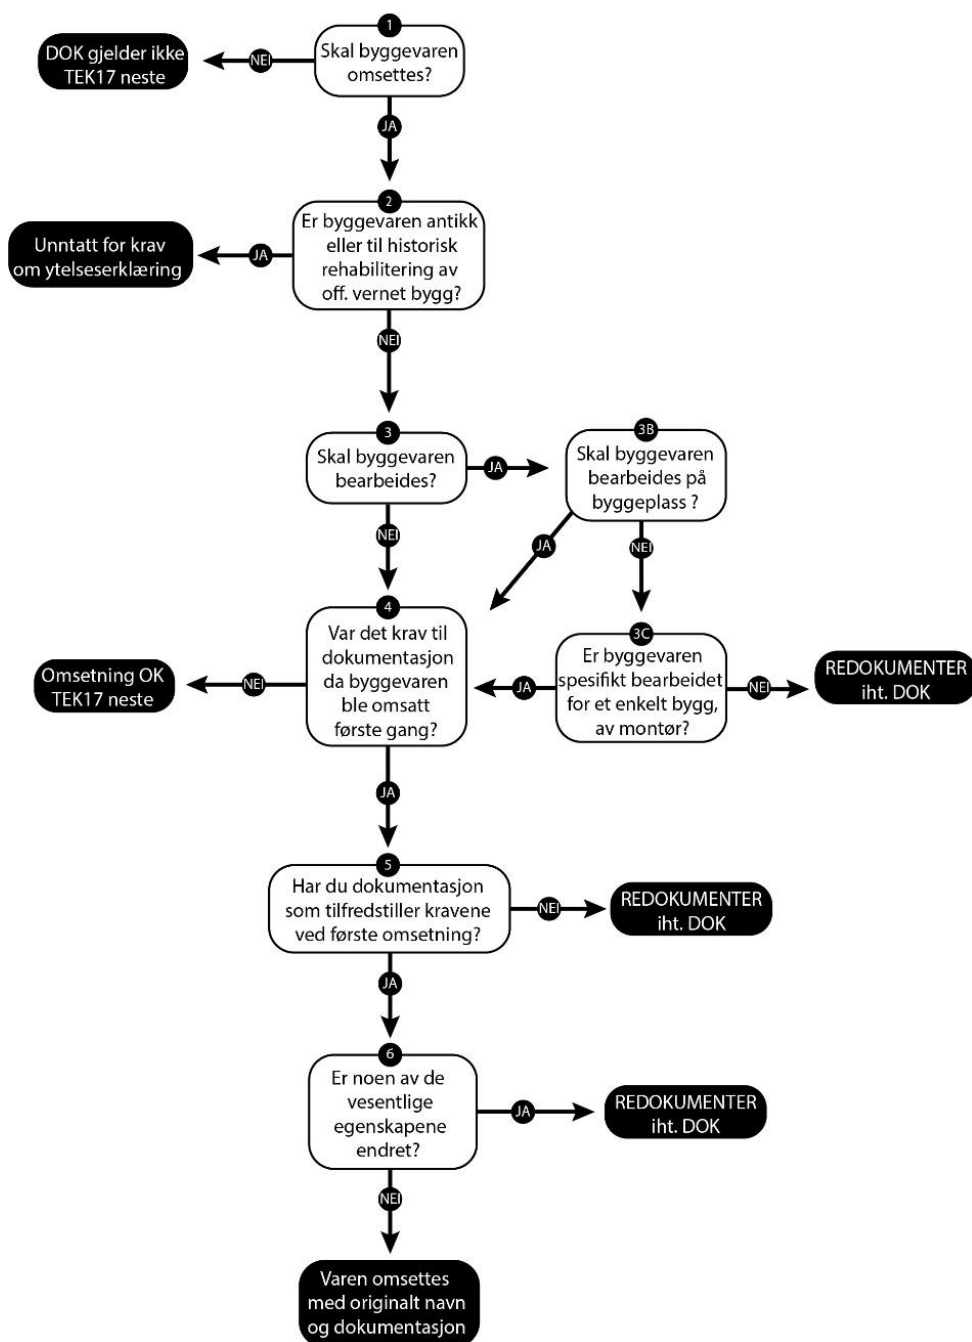 1
DOK gjelder ikke
TEK17 neste
NEI
Skal byggevaren
omsettes?
JA
2
Unntatt for krav
om ytelseserklæring
JA
Er byggevaren antikk
eller til historisk
rehabilitering av
off. vernet bygg?
NEI
3
Skal byggevaren
bearbeides?
JA
3B
Skal byggevaren
bearbeides på
byggeplass ?
NEI
JA
NEI
4
Var det krav til
dokumentasjon
da byggevaren
ble omsatt
første gang?
3C
Er byggevaren
spesifikt bearbeidet
for et enkelt bygg,
av montør?
JA
NEI
REDOKUMENTER
iht. DOK
NEI
Omsetning OK
TEK17 neste
JA
5
Har du dokumentasjon
som tilfredstiller kravene
ved første omsetning?
NEI
REDOKUMENTER
iht. DOK
JA
6
Er noen av de
vesentlige
egenskapene
endret?
JA
REDOKUMENTER
iht. DOK
NEI
Varen omsettes
med originalt navn
og dokumentasjon